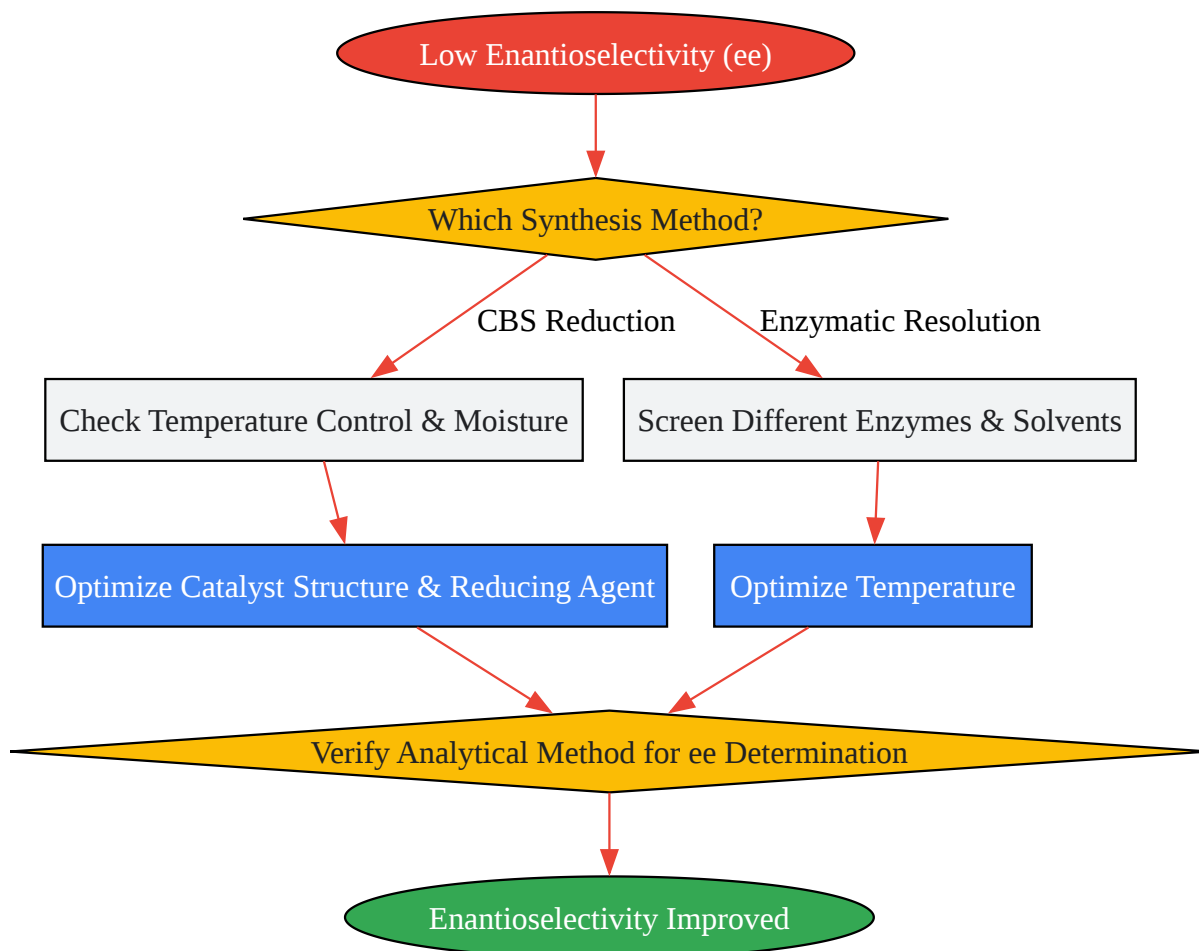 Low Enantioselectivity (ee)
Which Synthesis Method?
CBS Reduction
Enzymatic Resolution
Check Temperature Control & Moisture
Screen Different Enzymes & Solvents
Optimize Catalyst Structure & Reducing Agent
Optimize Temperature
Verify Analytical Method for ee Determination
Enantioselectivity Improved